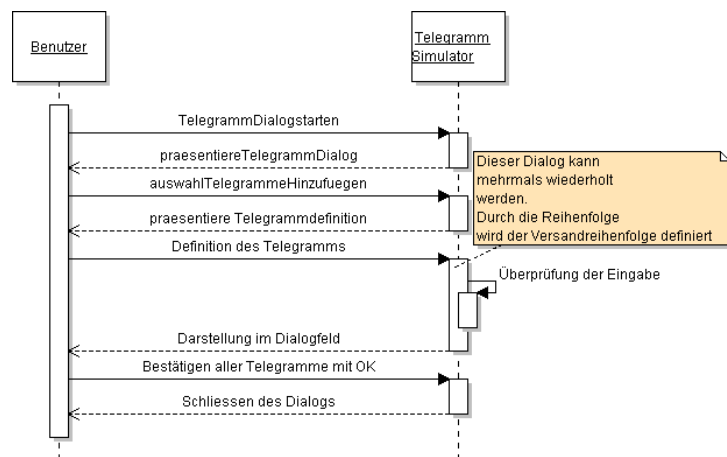 Benutzer
Telegramm
Simulator
TelegrammDialogstarten
praesentiereTelegrammDialog
Dieser Dialog kann
mehrmals wiederholt
werden.
Durch die Reihenfolge
wird der Versandreihenfolge definiert
auswahlTelegrammeHinzufuegen
praesentiere Telegrammdefinition
Definition des Telegramms
Überprüfung der Eingabe
Darstellung im Dialogfeld
Bestätigen aller Telegramme mit OK
Schliessen des Dialogs